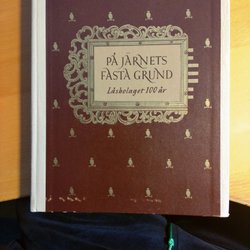 PÅ JÄRNETS
FASTA GRUND
Låsbolaget 100 år